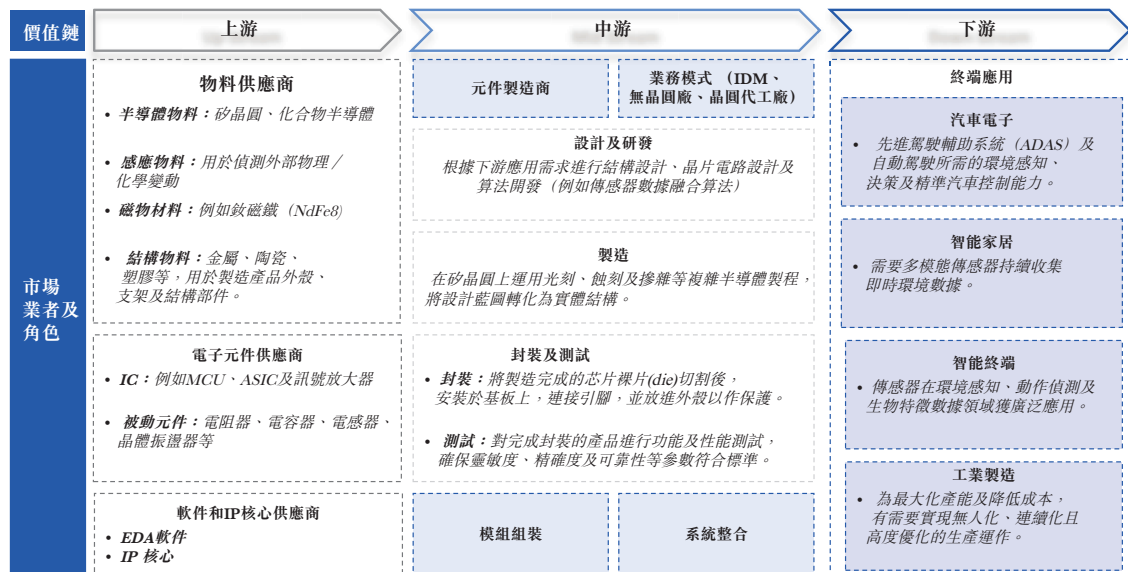 價值鏈
上游
中游
下游
市場
業者及
角色
物料供應商
• 半導體物料：矽晶圓、化合物半導體
• 感應物料：用於偵測外部物理／
化學變動
• 磁物材料：例如釹磁鐵（NdFe8）
• 結構物料：金屬、陶瓷、
塑膠等，用於製造產品外殼、
支架及結構部件。
電子元件供應商
• IC：例如MCU、ASIC及訊號放大器
• 被動元件：電阻器、電容器、電感器、
晶體振盪器等
軟件和IP核心供應商
• EDA軟件
• IP 核心
元件製造商
業務模式 （IDM、
無晶圓廠、晶圓代工廠）
設計及研發
根據下游應用需求進行結構設計、晶片電路設計及
算法開發（例如傳感器數據融合算法）
製造
在矽晶圓上運用光刻、蝕刻及摻雜等複雜半導體製程，
將設計藍圖轉化為實體結構。
封裝及測試
• 封裝：將製造完成的芯片裸片(die)切割後，
安裝於基板上，連接引腳，並放進外殼以作保護。
• 測試：對完成封裝的產品進行功能及性能測試，
確保靈敏度、精確度及可靠性等參數符合標準。
模組組裝
系統整合
終端應用
汽車電子
• 先進駕駛輔助系統（ADAS）及
自動駕駛所需的環境感知、
決策及精準汽車控制能力。
智能家居
• 需要多模態傳感器持續收集
即時環境數據。
智能終端
• 傳感器在環境感知、動作偵測及
生物特徵數據領域獲廣泛應用。
工業製造
• 為最大化產能及降低成本，
有需要實現無人化、連續化且
高度優化的生產運作。